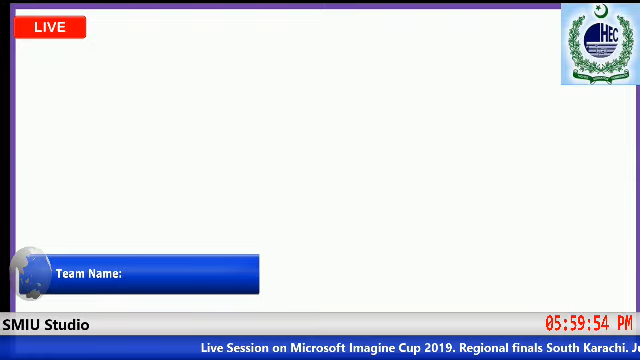 LIVE
HEC
Team Name:
SMIU Studio
05:59:54 PM
Live Session on Microsoft Imagine Cup 2019. Regional finals South Karachi. Ju